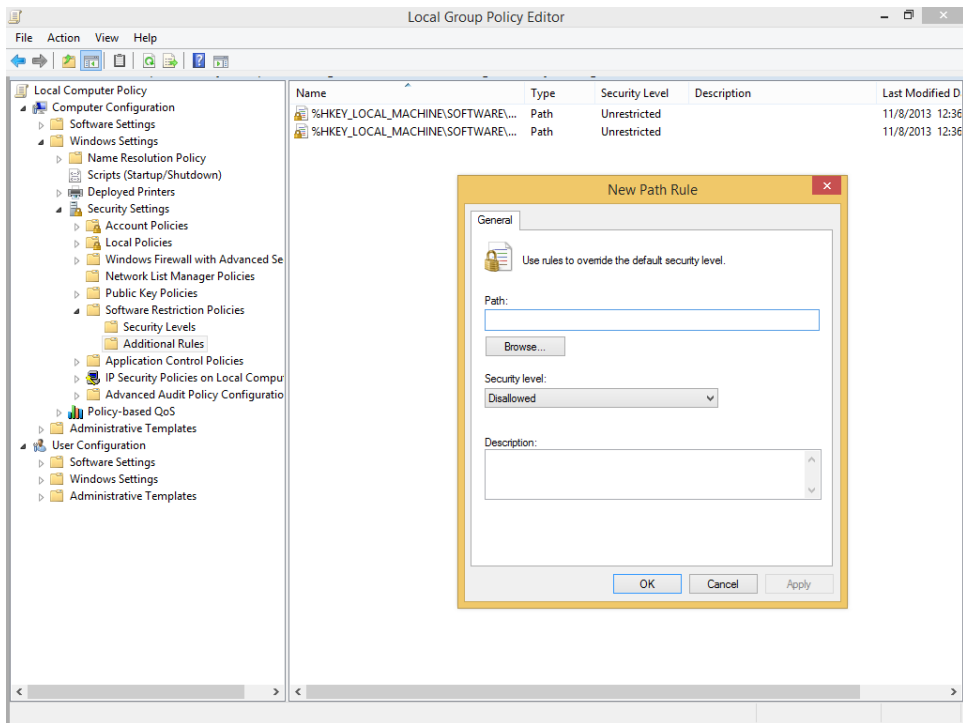 Local Group Policy Editor
File Action View Help
Local Computer Policy
Computer Configuration
Software Settings
Windows Settings
Name Resolution Policy
Scripts (Startup/Shutdown)
Deployed Printers
Security Settings
Account Policies
Local Policies
Windows Firewall with Advanced Se
Network List Manager Policies
Public Key Policies
Software Restriction Policies
Security Levels
Additional Rules
Application Control Policies
IP Security Policies on Local Compu
Advanced Audit Policy Configuratio
Policy-based QoS
Administrative Templates
User Configuration
Software Settings
Windows Settings
Administrative Templates
Name Type Security Level Description Last Modified D
%HKEY_LOCAL_MACHINE\SOFTWARE\... Path Unrestricted 11/8/2013 12:36
%HKEY_LOCAL_MACHINE\SOFTWARE\... Path Unrestricted 11/8/2013 12:36
New Path Rule
General
Use rules to override the default security level.
Path:
Browse...
Security level:
Disallowed
Description:
OK Cancel Apply